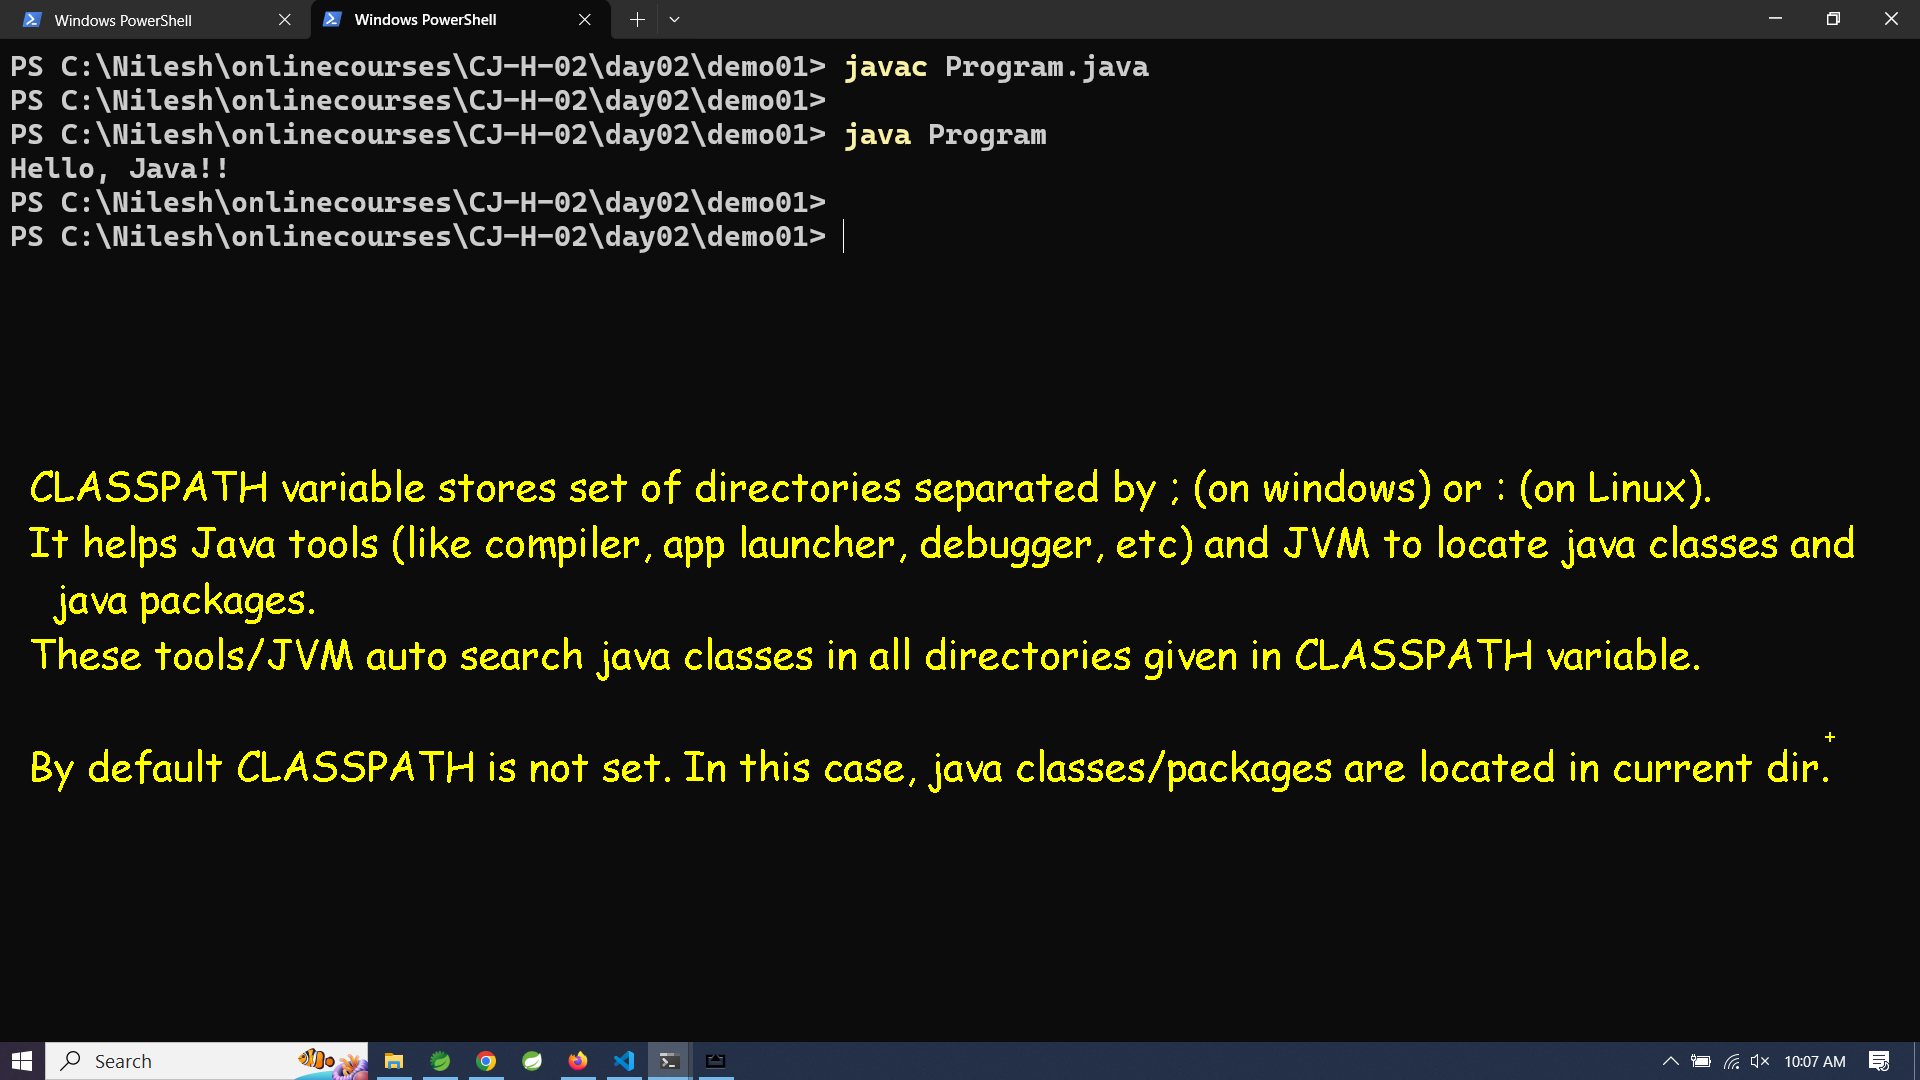 Windows PowerShell
Windows PowerShell
PS C:\Nilesh\onlinecourses\CJ-H-02\day02\demo01> javac Program.java
PS C:\Nilesh\onlinecourses\CJ-H-02\day02\demo01>
PS C:\Nilesh\onlinecourses\CJ-H-02\day02\demo01> java Program
Hello, Java!!
PS C:\Nilesh\onlinecourses\CJ-H-02\day02\demo01>
PS C:\Nilesh\onlinecourses\CJ-H-02\day02\demo01>
CLASSPATH variable stores set of directories separated by ; (on windows) or : (on Linux).
It helps Java tools (like compiler, app launcher, debugger, etc) and JVM to locate java classes and
java packages.
These tools/JVM auto search java classes in all directories given in CLASSPATH variable.
By default CLASSPATH is not set. In this case, java classes/packages are located in current dir.
Search
10:07 AM